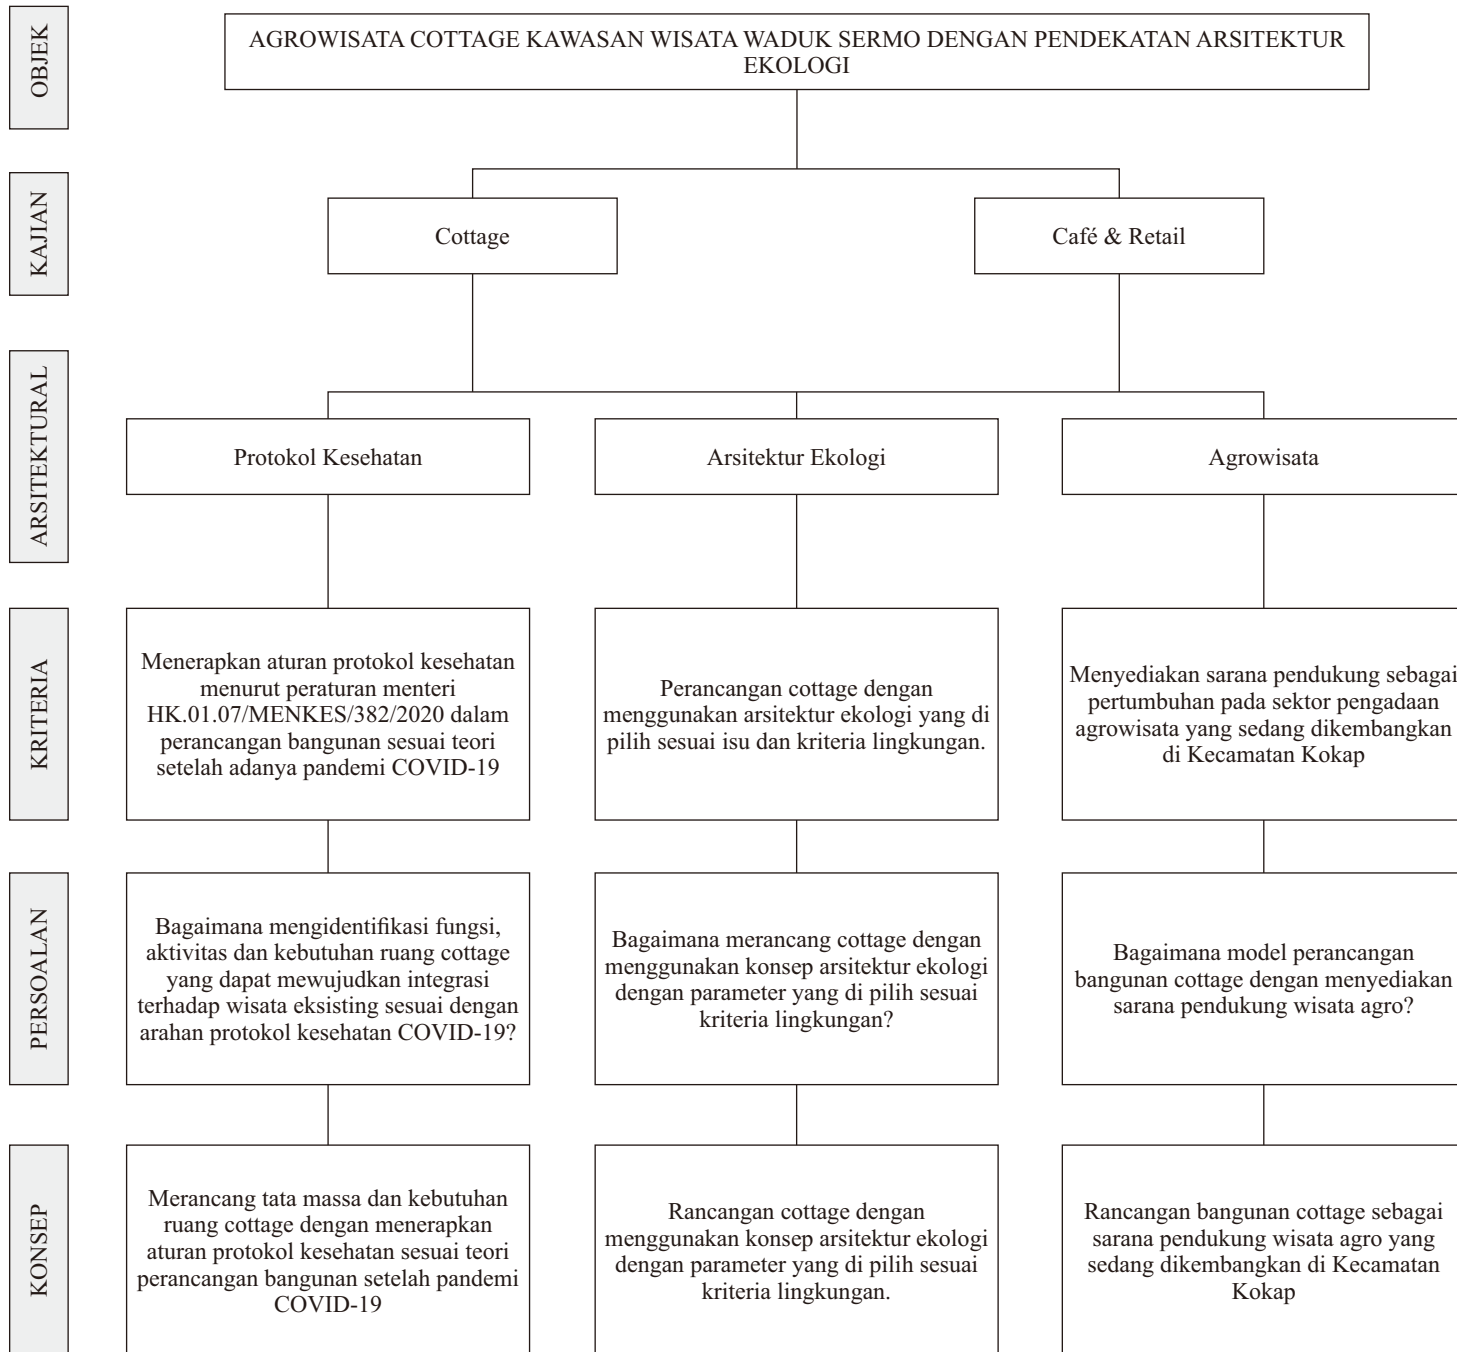 OBJEK
AGROWISATA COTTAGE KAWASAN WISATA WADUK SERMO DENGAN PENDEKATAN ARSITEKTUR
EKOLOGI
KAJIAN
Cottage
Café & Retail
ARSITEKTURAL
Protokol Kesehatan
Arsitektur Ekologi
Agrowisata
KRITERIA
Menerapkan aturan protokol kesehatan
menurut peraturan menteri
HK.01.07/MENKES/382/2020 dalam
perancangan bangunan sesuai teori
setelah adanya pandemi COVID-19
Perancangan cottage dengan
menggunakan arsitektur ekologi yang di
pilih sesuai isu dan kriteria lingkungan.
Menyediakan sarana pendukung sebagai
pertumbuhan pada sektor pengadaan
agrowisata yang sedang dikembangkan
di Kecamatan Kokap
PERSOALAN
Bagaimana mengidentifikasi fungsi,
aktivitas dan kebutuhan ruang cottage
yang dapat mewujudkan integrasi
terhadap wisata eksisting sesuai dengan
arahan protokol kesehatan COVID-19?
Bagaimana merancang cottage dengan
menggunakan konsep arsitektur ekologi
dengan parameter yang di pilih sesuai
kriteria lingkungan?
Bagaimana model perancangan
bangunan cottage dengan menyediakan
sarana pendukung wisata agro?
KONSEP
Merancang tata massa dan kebutuhan
ruang cottage dengan menerapkan
aturan protokol kesehatan sesuai teori
perancangan bangunan setelah pandemi
COVID-19
Rancangan cottage dengan
menggunakan konsep arsitektur ekologi
dengan parameter yang di pilih sesuai
kriteria lingkungan.
Rancangan bangunan cottage sebagai
sarana pendukung wisata agro yang
sedang dikembangkan di Kecamatan
Kokap